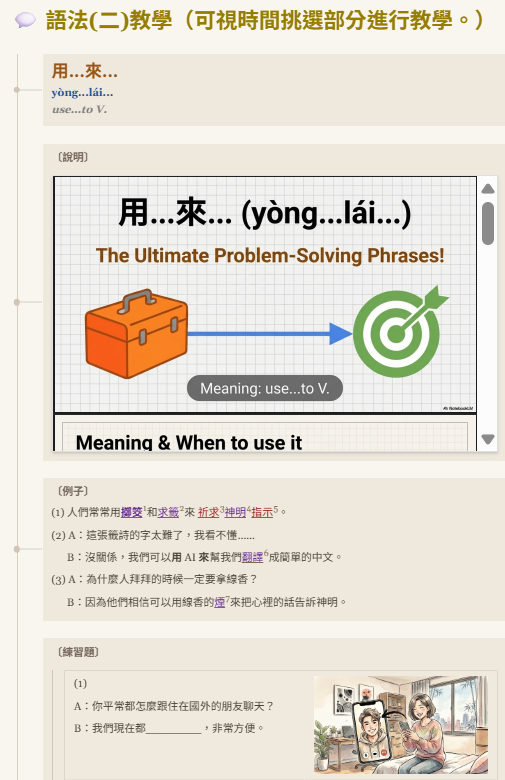 語法(二)教學（可視時間挑選部分進行教學。）
用…來…
yòng...lái...
use...to V.
〔說明〕
用...來... (yòng...lái...)
The Ultimate Problem-Solving Phrases!
Meaning: use...to V.
NotebookLM
Meaning & When to use it
〔例子〕
(1) 人們常常用擲筊1和求籤2來 祈求3神明4指示5。
(2) A：這張籤詩的字太難了，我看不懂……
B：沒關係，我們可以用 AI 來幫我們翻譯6成簡單的中文。
(3) A：為什麼人拜拜的時候一定要拿線香？
B：因為他們相信可以用線香的煙7來把心裡的話告訴神明。
〔練習題〕
(1)
A：你平常都怎麼跟住在國外的朋友聊天？
B：我們現在都__________，非常方便。